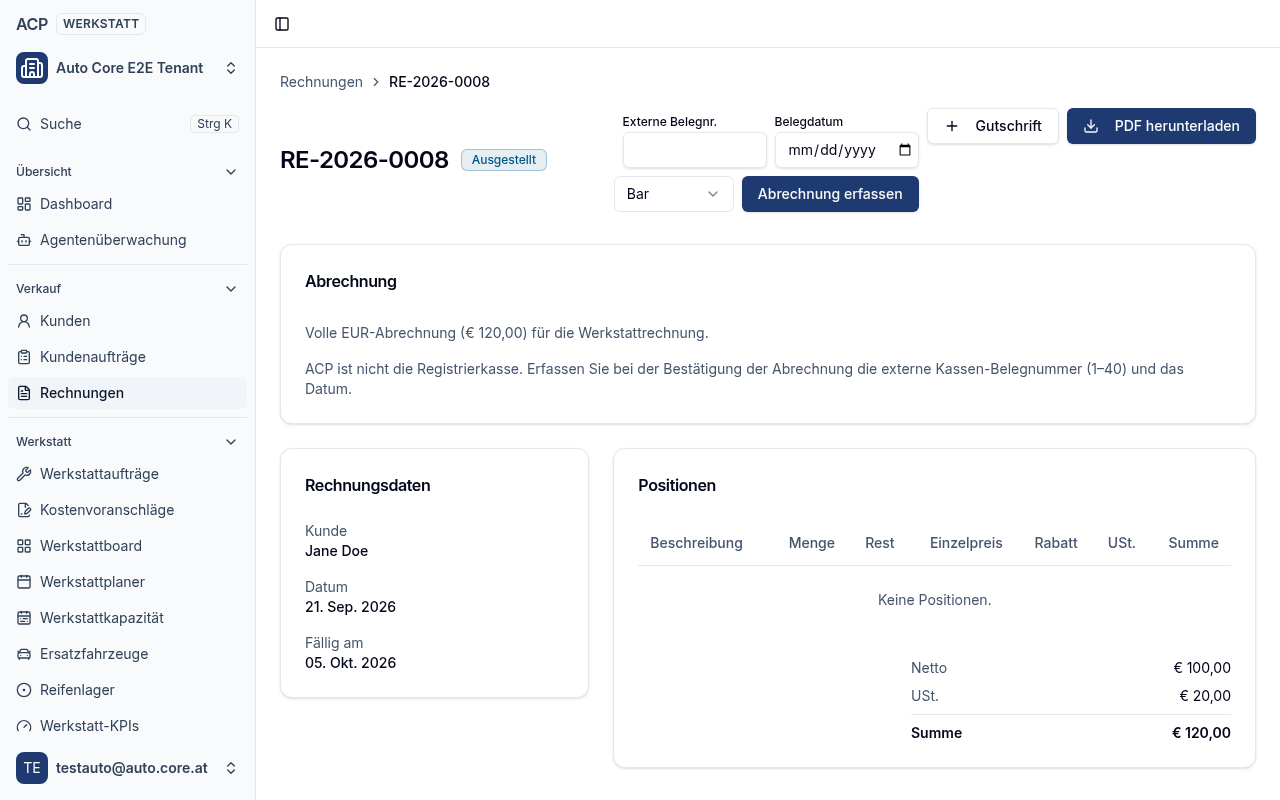 ACP WERKSTATT
Auto Core E2E Tenant
Suche Strg K
Übersicht
Dashboard
Agentenüberwachung
Verkauf
Kunden
Kundenaufträge
Rechnungen
Werkstatt
Werkstattaufträge
Kostenvoranschläge
Werkstattboard
Werkstattplaner
Werkstattkapazität
Ersatzfahrzeuge
Reifenlager
Werkstatt-KPIs
TE testauto@auto.core.at
Rechnungen > RE-2026-0008
RE-2026-0008 Ausgestellt
Externe Belegnr. Belegdatum
mm/dd/yyyy
Gutschrift
PDF herunterladen
Bar
Abrechnung erfassen
Abrechnung
Volle EUR-Abrechnung (€ 120,00) für die Werkstattrechnung.
ACP ist nicht die Registrierkasse. Erfassen Sie bei der Bestätigung der Abrechnung die externe Kassen-Belegnummer (1–40) und das
Datum.
Rechnungsdaten
Kunde
Jane Doe
Datum
21. Sep. 2026
Fällig am
05. Okt. 2026
Positionen
Beschreibung Menge Rest Einzelpreis Rabatt USt. Summe
Keine Positionen.
Netto € 100,00
USt. € 20,00
Summe € 120,00